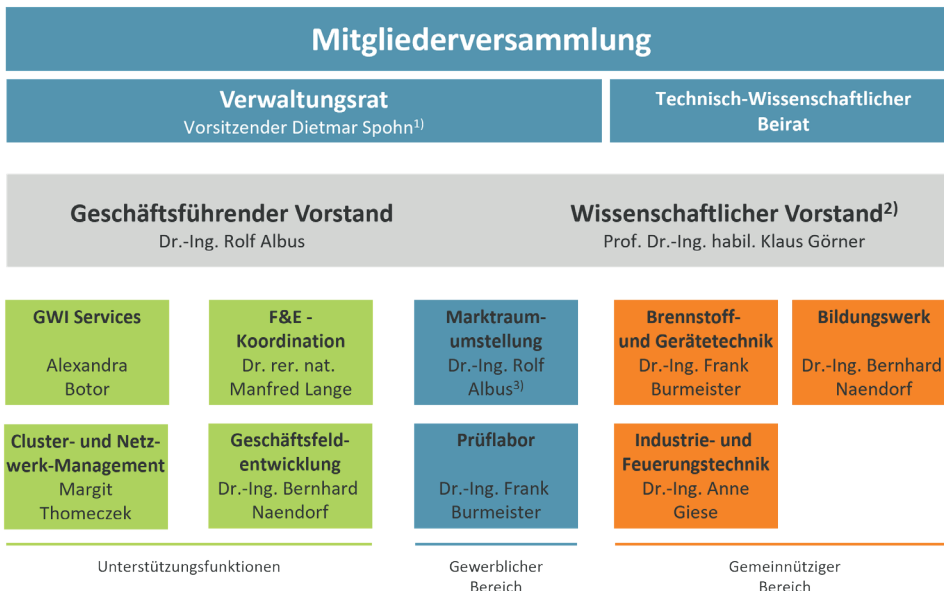 Mitgliederversammlung
Verwaltungsrat
Vorsitzender Dietmar Spohn1)
Technisch-Wissenschaftlicher
Beirat
Geschäftsführender Vorstand
Dr.-Ing. Rolf Albus
Wissenschaftlicher Vorstand2)
Prof. Dr.-Ing. habil. Klaus Görner
GWI Services
Alexandra
Botor
F&E -
Koordination
Dr. rer. nat.
Manfred Lange
Marktraum-
umstellung
Dr.-Ing. Rolf
Albus3)
Brennstoff-
und Gerätetechnik
Dr.-Ing. Frank
Burmeister
Bildungswerk
Dr.-Ing. Bernhard
Naendorf
Cluster- und Netz-
werk-Management
Margit
Thomeczek
Geschäftsfeld-
entwicklung
Dr.-Ing. Bernhard
Naendorf
Prüflabor
Dr.-Ing. Frank
Burmeister
Industrie- und
Feuerungstechnik
Dr.-Ing. Anne
Giese
Unterstützungsfunktionen
Gewerblicher
Bereich
Gemeinnütziger
Bereich